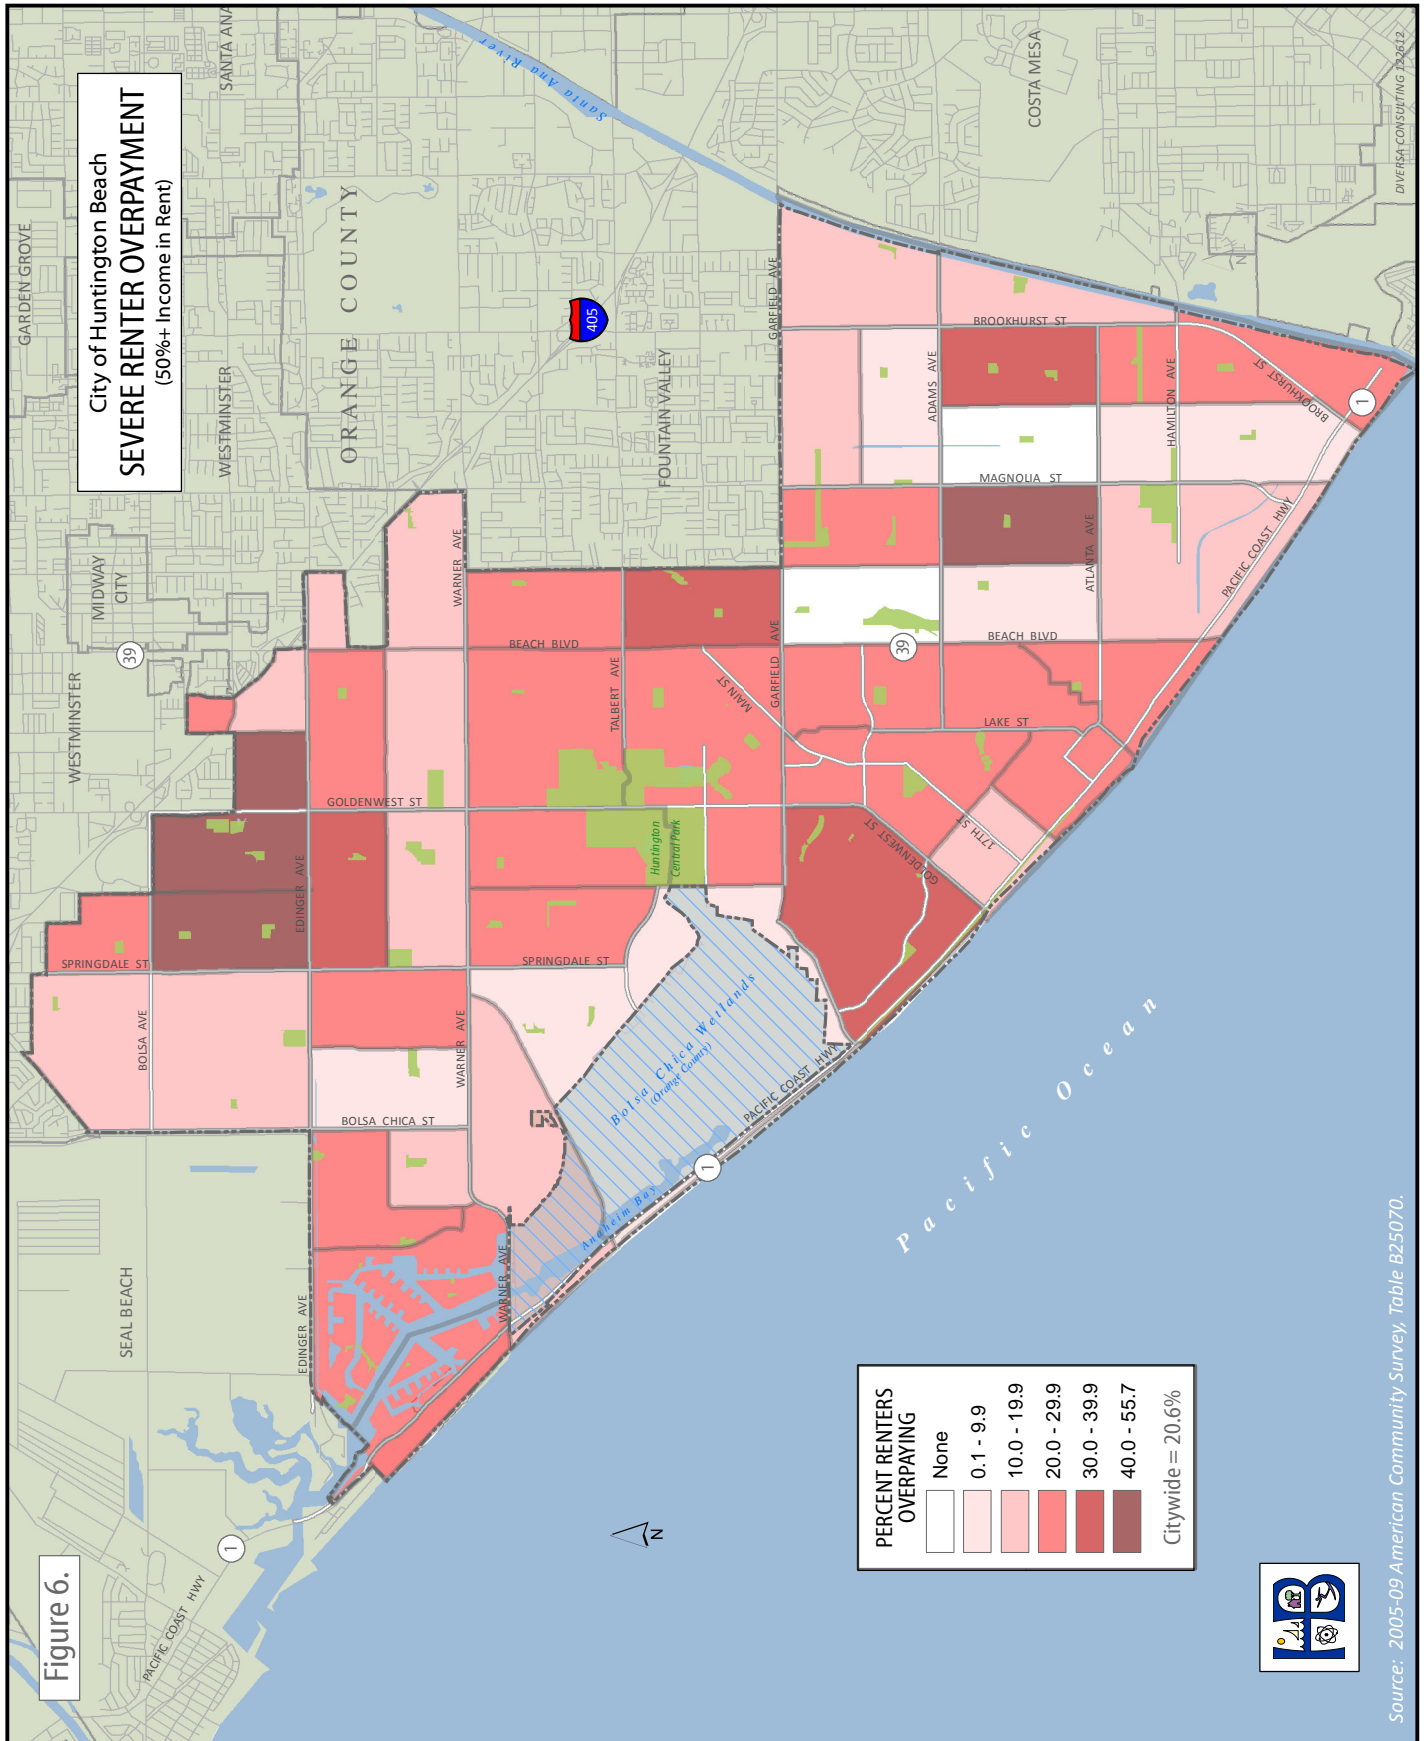 Figure 6.
City of Huntington Beach
SEVERE RENTER OVERPAYMENT
(50%+ Income in Rent)
GARDEN GROVE
SANTA ANA
WESTMINSTER
ORANGE COUNTY
MIDWAY
CITY
39
WESTMINSTER
SEAL BEACH
PACIFIC COAST HWY
1
Santa Ana River
405
FOUNTAIN VALLEY
COSTA MESA
SPRINGDALE ST
BOLSA AVE
EDINGER AVE
EDINGER AVE
GOLDENWEST ST
BOLSA CHICA ST
WARNER AVE
WARNER AVE
WARNER AVE
SPRINGDALE ST
BEACH BLVD
TALBERT AVE
MAIN ST
GARFIELD AVE
GARFIELD AVE
Huntington
Central Park
GOLDENWEST ST
17TH ST
LAKE ST
39
BEACH BLVD
ATLANTA AVE
MAGNOLIA ST
ADAMS AVE
BROOKHURST ST
HAMILTON AVE
BROOKHURST ST
1
PACIFIC COAST HWY
Bolsa Chica Wetlands
(Orange County)
Anaheim Bay
PACIFIC COAST HWY
1
Pacific Ocean
N
PERCENT RENTERS
OVERPAYING
None
0.1 - 9.9
10.0 - 19.9
20.0 - 29.9
30.0 - 39.9
40.0 - 55.7
Citywide = 20.6%
HB
Source: 2005-09 American Community Survey, Table B25070.
DIVERSA CONSULTING 122612